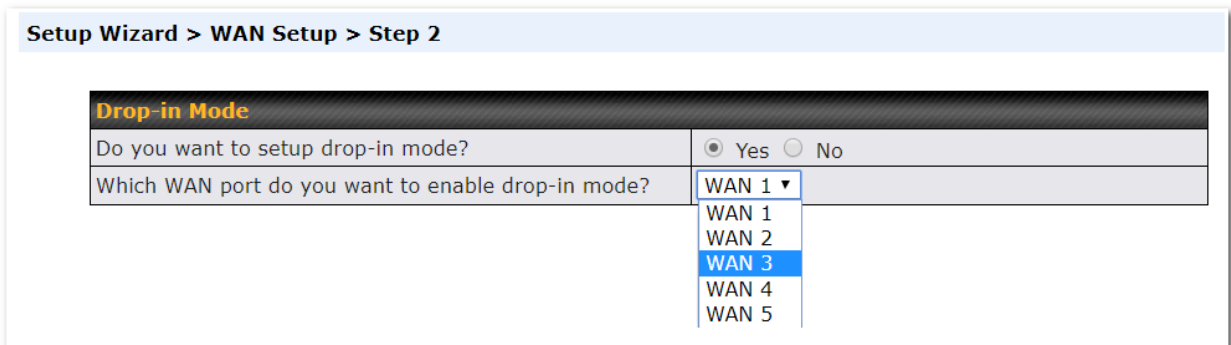 Setup Wizard > WAN Setup > Step 2
Drop-in Mode
Do you want to setup drop-in mode? Yes No
Which WAN port do you want to enable drop-in mode? WAN 1
WAN 1
WAN 2
WAN 3
WAN 4
WAN 5